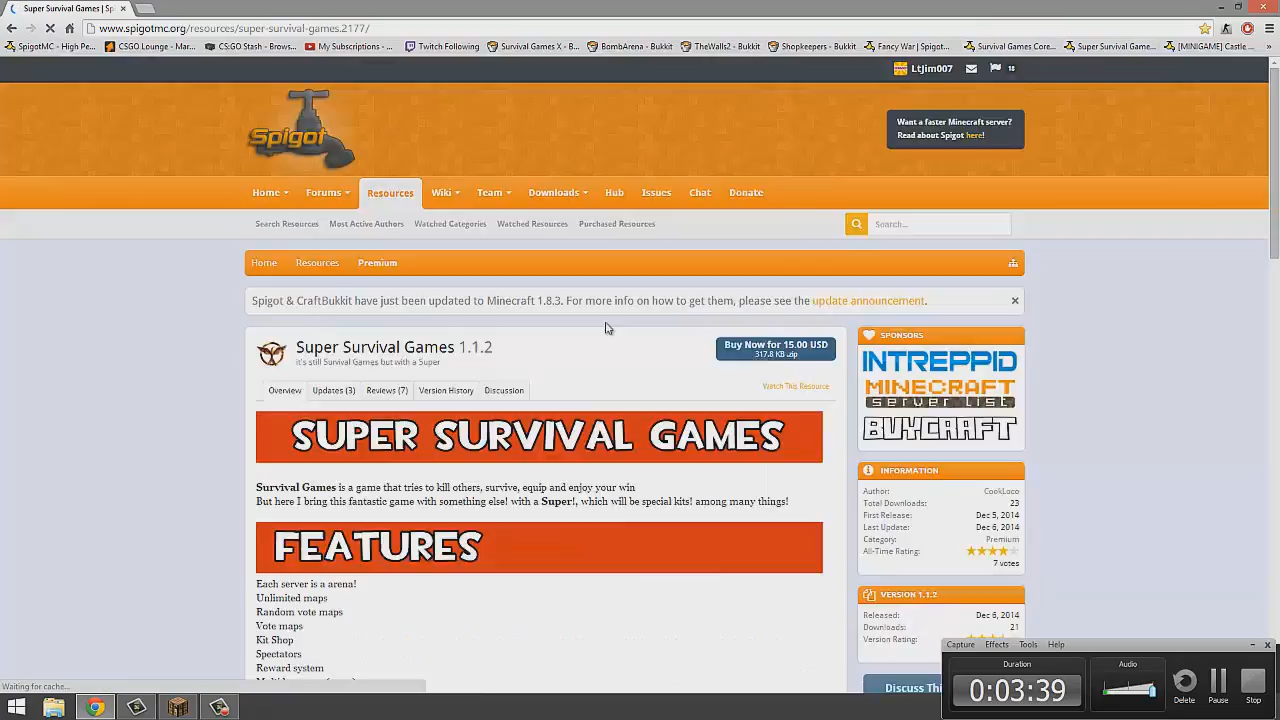 Super Survival Games | Sp
www.spigotmc.org/resources/super-survival-games.2177/
SpigotMC - High Pe...
CSGO Lounge - Mar...
CS:GO Stash - Brows...
My Subscriptions - ...
Twitch Following
Survival Games X - B...
BombArena - Bukkit
TheWalls2 - Bukkit
Shopkeepers - Bukkit
Fancy War | Spigot...
Survival Games Core...
Super Survival Game...
[MINIGAME] Castle ...
LtJim007
18
Spigot
Want a faster Minecraft server?
Read about Spigot here!
Home Forums Resources Wiki Team Downloads Hub Issues Chat Donate
Search Resources Most Active Authors Watched Categories Watched Resources Purchased Resources
Search...
Home Resources Premium
Spigot & CraftBukkit have just been updated to Minecraft 1.8.3. For more info on how to get them, please see the update announcement.
Super Survival Games 1.1.2
it's still Survival Games but with a Super
Buy Now for 15.00 USD
317.8 KB .zip
Overview Updates (3) Reviews (7) Version History Discussion
Watch This Resource
SUPER SURVIVAL GAMES
Survival Games is a game that tries to kill others, survive, equip and enjoy your win
But here I bring this fantastic game with something else! with a Super!, which will be special kits! among many things!
FEATURES
Each server is a arena!
Unlimited maps
Random vote maps
Vote maps
Kit Shop
Spectators
Reward system
SPONSORS
INTREPPID
MINECRAFT
SERVER LIST
BUYCRAFT
INFORMATION
Author: CookLoco
Total Downloads: 23
First Release: Dec 5, 2014
Last Update: Dec 6, 2014
Category: Premium
All-Time Rating:
7 votes
VERSION 1.1.2
Released: Dec 6, 2014
Downloads: 21
Version Rating:
Discuss Thi
Waiting for cache...
Capture Effects Tools Help
Duration
0:03:39
Audio
Delete Pause Stop